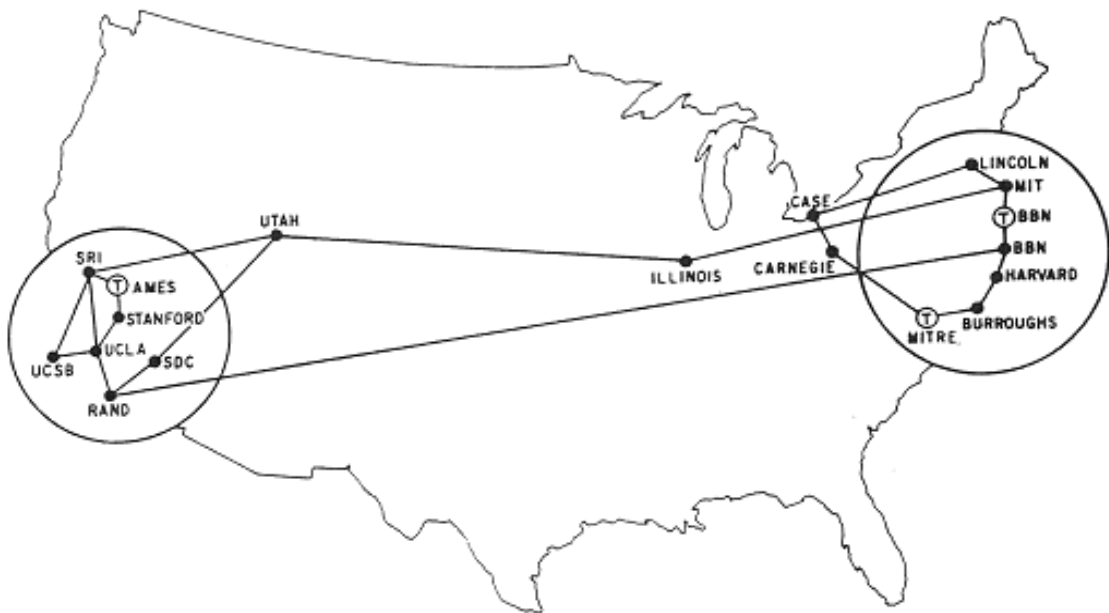 LINCOLN
MIT
CASE
T BBN
UTAH
BBN
SRI
ILLINOIS
CARNEGIE
HARVARD
T AMES
STANFORD
T
BURROUGHS
MITRE
UCLA
SDC
UCSB
RAND